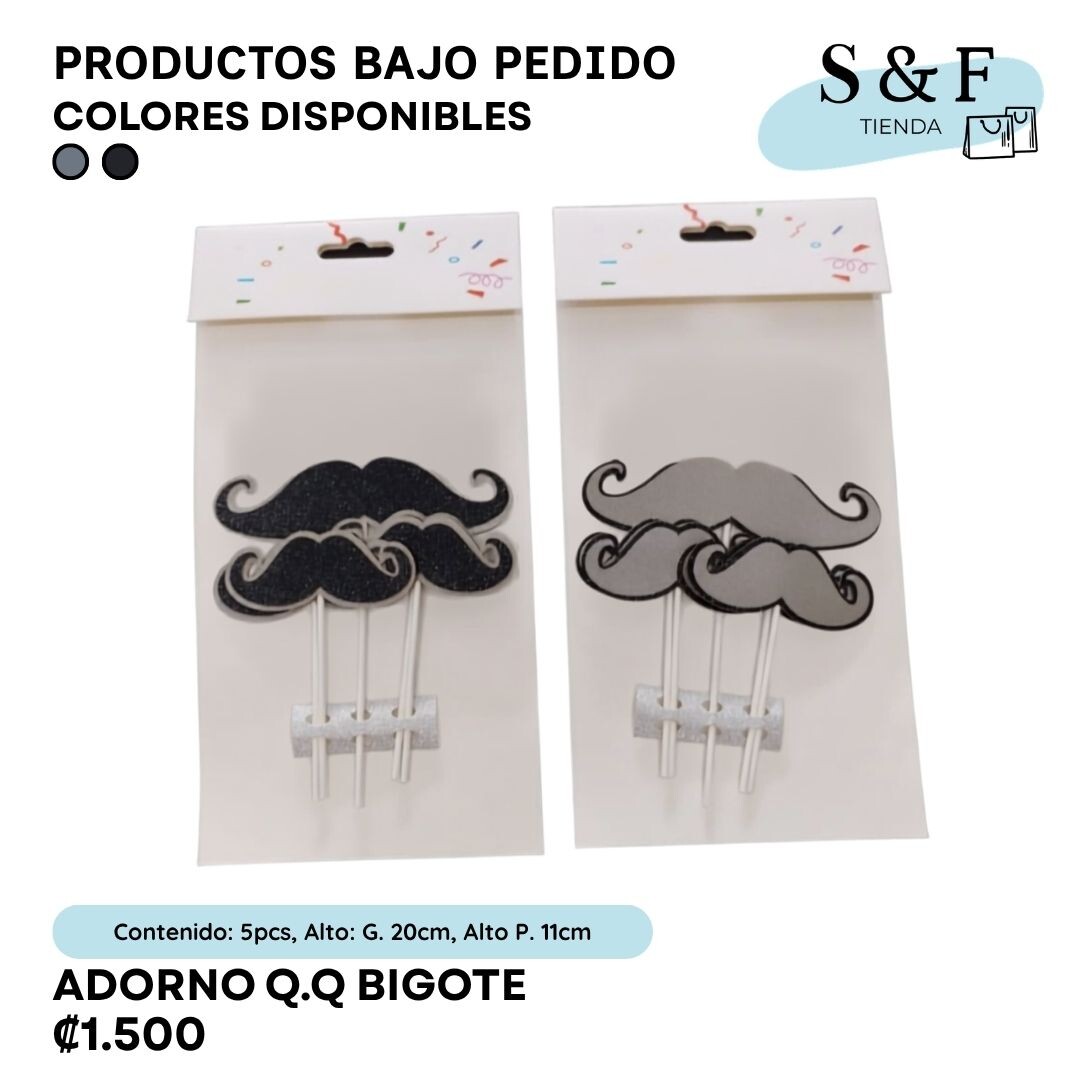 PRODUCTOS BAJO PEDIDO
COLORES DISPONIBLES
S & F
TIENDA
Contenido: 5pcs, Alto: G. 20cm, Alto P. 11cm
ADORNO Q.Q BIGOTE
₡1.500